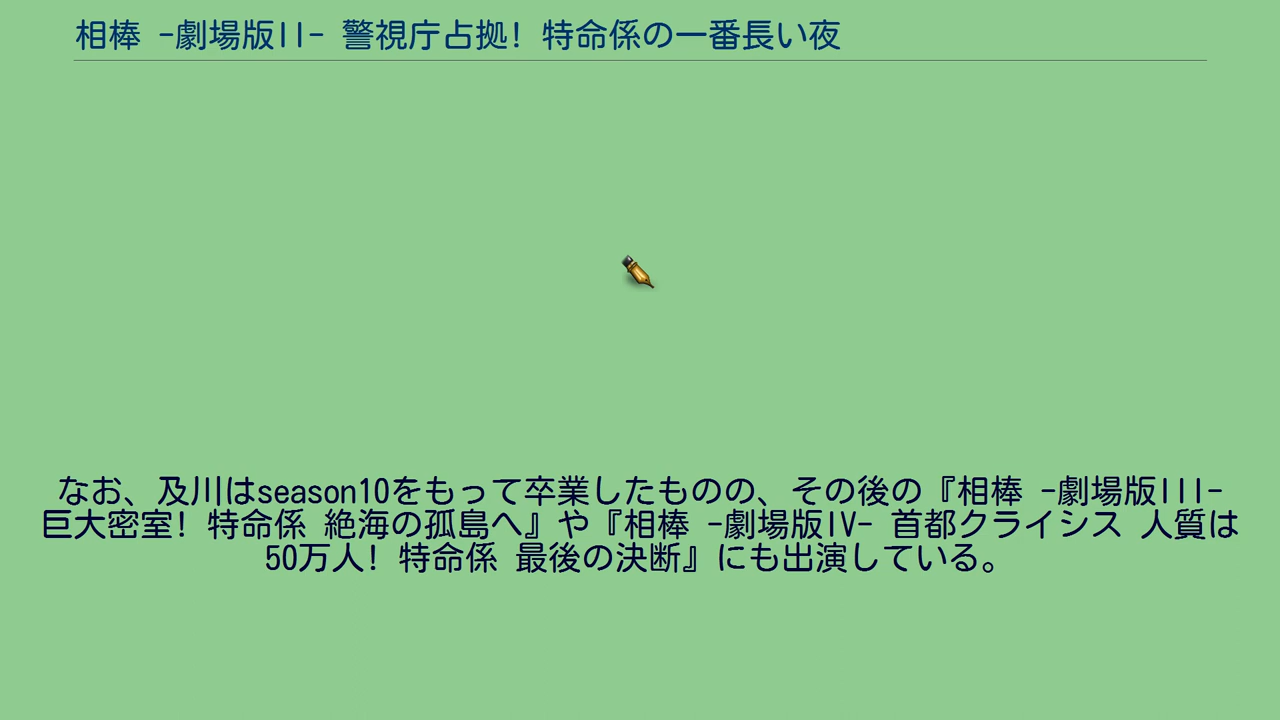 相棒 -劇場版II- 警視庁占拠! 特命係の一番長い夜
なお、及川はseason10をもって卒業したものの、その後の『相棒 -劇場版III-
巨大密室! 特命係 絶海の孤島へ』や『相棒 -劇場版IV- 首都クライシス 人質は
50万人! 特命係 最後の決断』にも出演している。